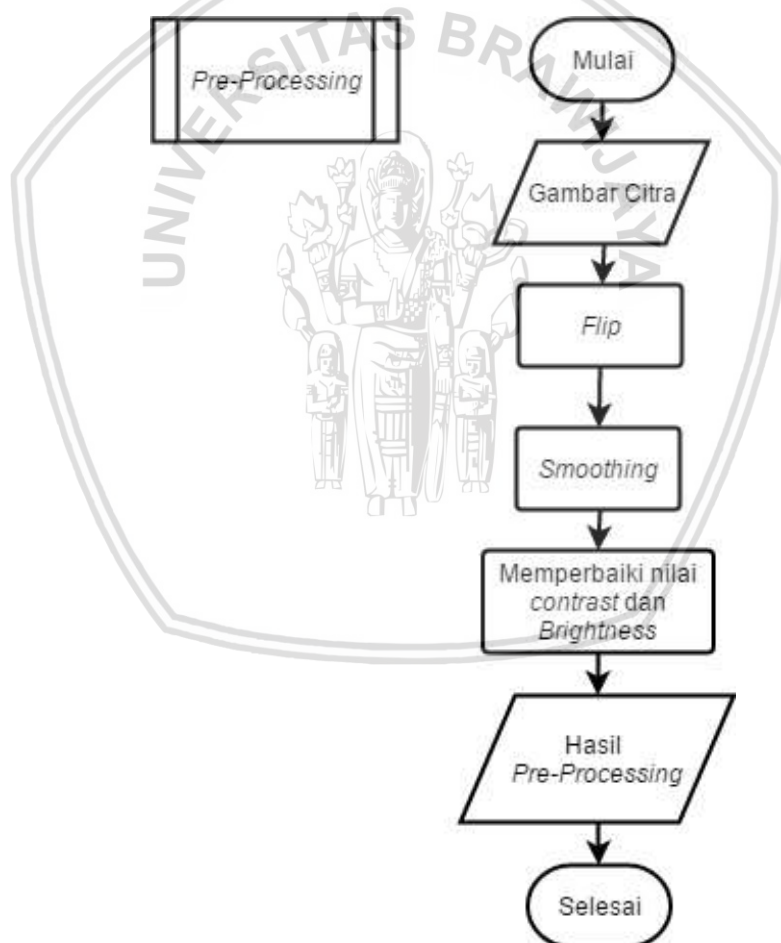 UNIVERSITAS BRAWIJAYA
Pre-Processing
Mulai
Gambar Citra
Flip
Smoothing
Memperbaiki nilai
contrast dan
Brightness
Hasil
Pre-Processing
Selesai